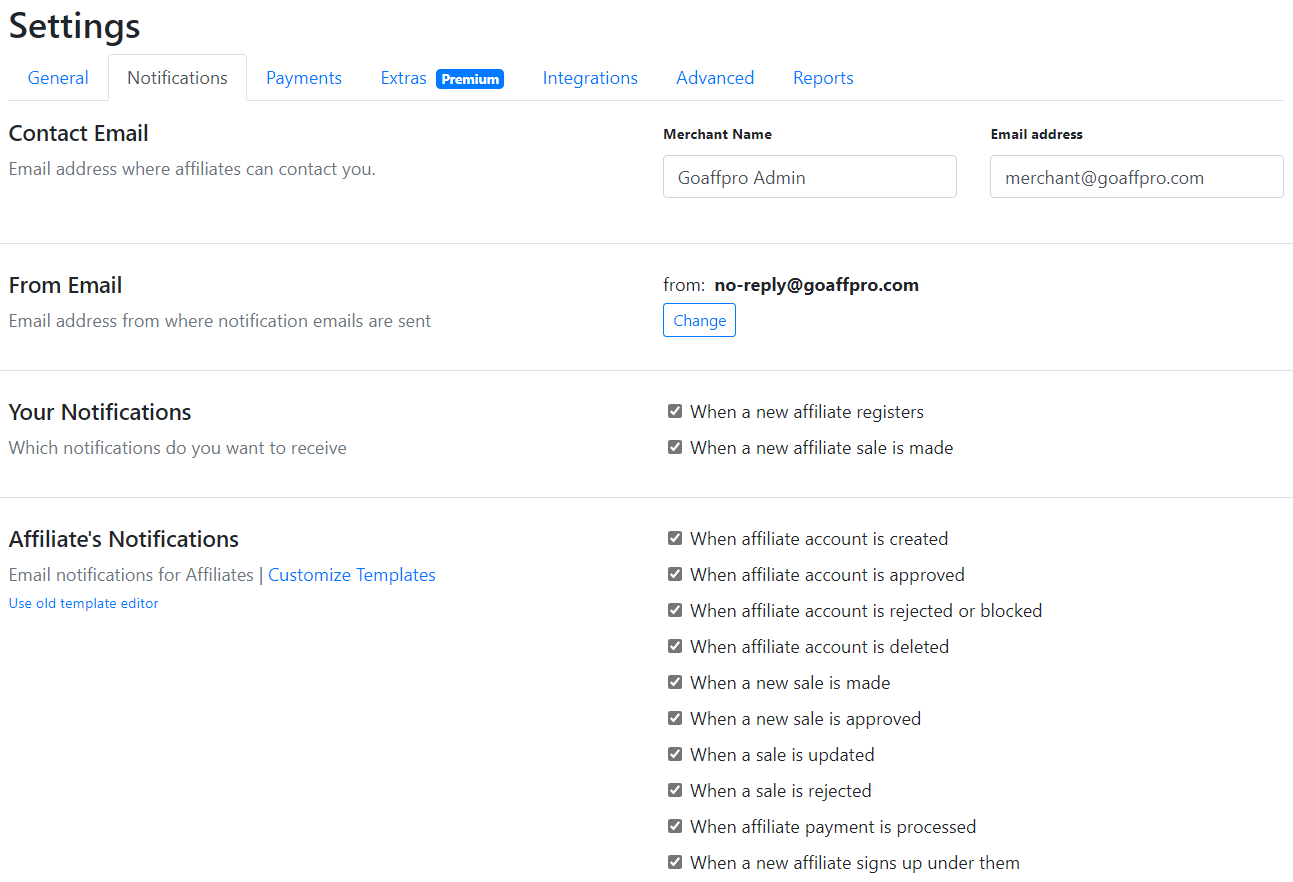 Settings
General Notifications Payments Extras Premium Integrations Advanced Reports
Contact Email
Email address where affiliates can contact you.
Merchant Name
Goaffpro Admin
Email address
merchant@goaffpro.com
From Email
Email address from where notification emails are sent
from: no-reply@goaffpro.com
Change
Your Notifications
Which notifications do you want to receive
When a new affiliate registers
When a new affiliate sale is made
Affiliate's Notifications
Email notifications for Affiliates | Customize Templates
Use old template editor
When affiliate account is created
When affiliate account is approved
When affiliate account is rejected or blocked
When affiliate account is deleted
When a new sale is made
When a new sale is approved
When a sale is updated
When a sale is rejected
When affiliate payment is processed
When a new affiliate signs up under them